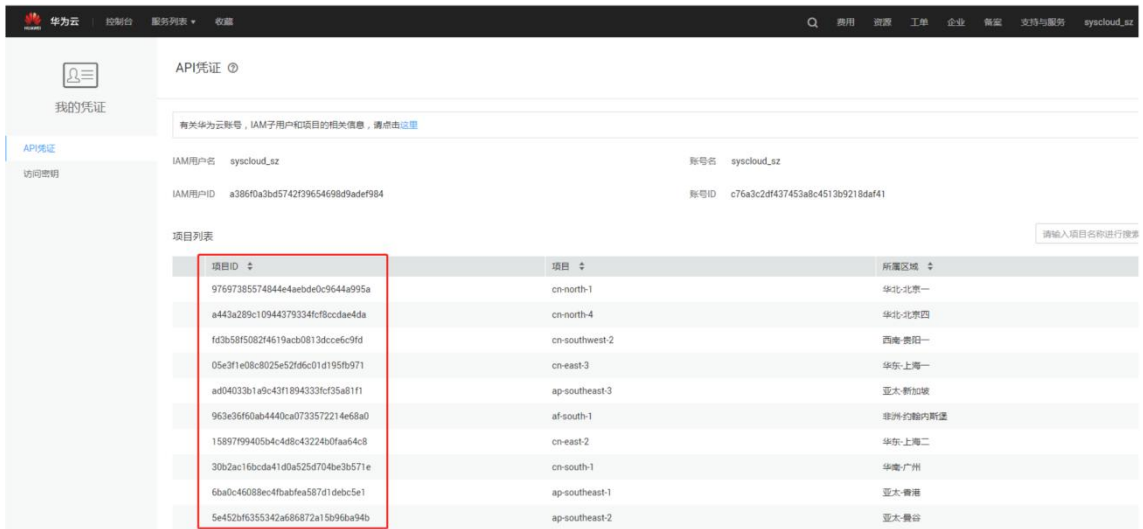 HUAWEI 华为云 | 控制台 服务列表 收藏 费用 资源 工单 企业 备案 支持与服务 syscloud_sz
我的凭证
API凭证
访问密钥
API凭证
有关华为云账号，IAM子用户和项目的相关信息，请点击这里
IAM用户名 syscloud_sz 账号名 syscloud_sz
IAM用户ID a386f0a3bd5742f39654698d9adef984 账号ID c76a3c2df437453a8c4513b9218daf41
项目列表 请输入项目名称进行搜索
项目ID 项目 所属区域
97697385574844e4aebde0c9644a995a cn-north-1 华北-北京一
a443a289c10944379334fcf8ccdae4da cn-north-4 华北-北京四
fd3b58f5082f4619acb0813dcce6c9fd cn-southwest-2 西南-贵阳一
05e3f1e08c8025e52fd6c01d195fb971 cn-east-3 华东-上海一
ad04033b1a9c43f1894333fcf35a81f1 ap-southeast-3 亚太-新加坡
963e36f60ab4440ca0733572214e68a0 af-south-1 非洲-约翰内斯堡
15897f99405b4c4d8c43224b0faa64c8 cn-east-2 华东-上海二
30b2ac16bcda41d0a525d704be3b571e cn-south-1 华南-广州
6ba0c46088ec4fbabfea587d1debc5e1 ap-southeast-1 亚太-香港
5e452bf6355342a686872a15b96ba94b ap-southeast-2 亚太-曼谷